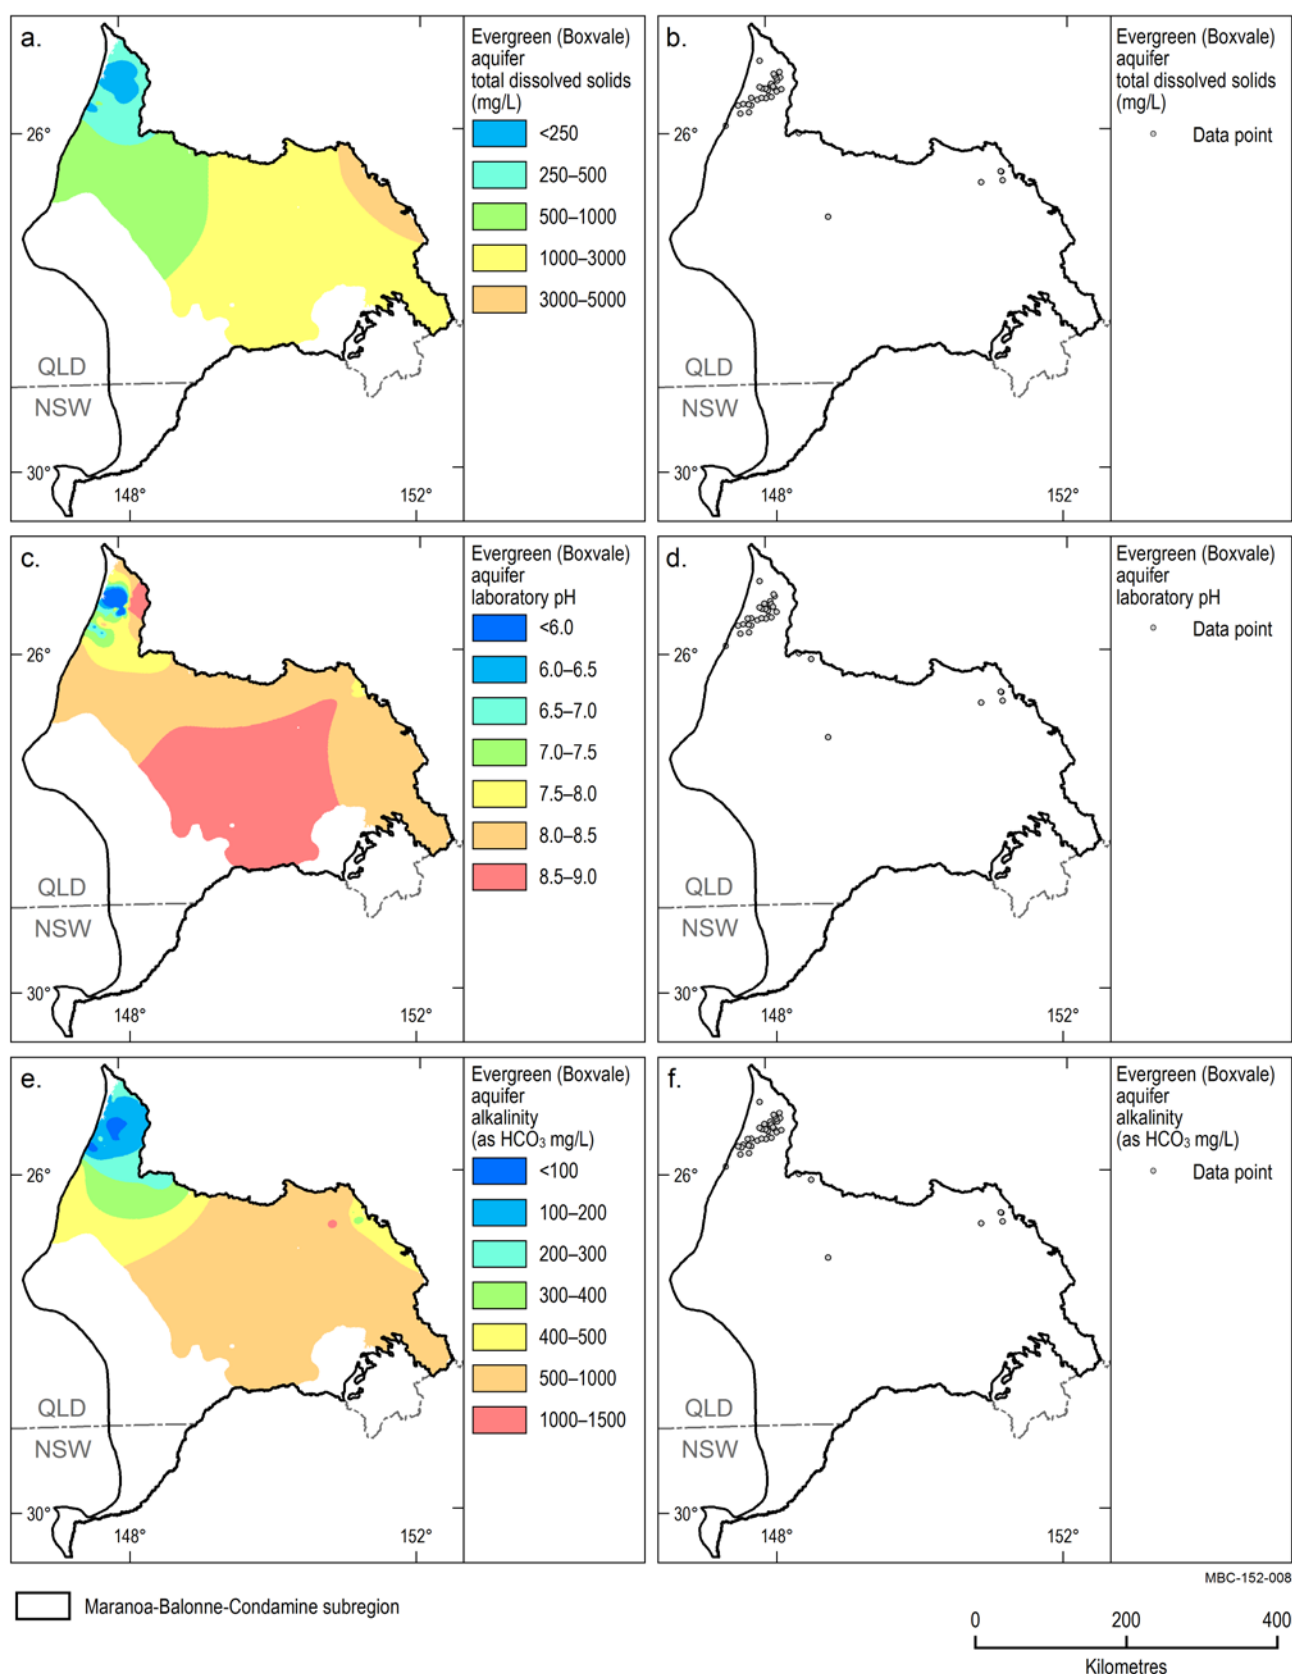 a.
Evergreen (Boxvale)
aquifer
total dissolved solids
(mg/L)
<250
250–500
500–1000
1000–3000
3000–5000
26°
30°
148°
152°
QLD
NSW
b.
Evergreen (Boxvale)
aquifer
total dissolved solids
(mg/L)
Data point
26°
30°
148°
152°
QLD
NSW
c.
Evergreen (Boxvale)
aquifer
laboratory pH
<6.0
6.0–6.5
6.5–7.0
7.0–7.5
7.5–8.0
8.0–8.5
8.5–9.0
26°
30°
148°
152°
QLD
NSW
d.
Evergreen (Boxvale)
aquifer
laboratory pH
Data point
26°
30°
148°
152°
QLD
NSW
e.
Evergreen (Boxvale)
aquifer
alkalinity
(as HCO₃ mg/L)
<100
100–200
200–300
300–400
400–500
500–1000
1000–1500
26°
30°
148°
152°
QLD
NSW
f.
Evergreen (Boxvale)
aquifer
alkalinity
(as HCO₃ mg/L)
Data point
26°
30°
148°
152°
QLD
NSW
MBC-152-008
Maranoa-Balonne-Condamine subregion
0 200 400
Kilometres